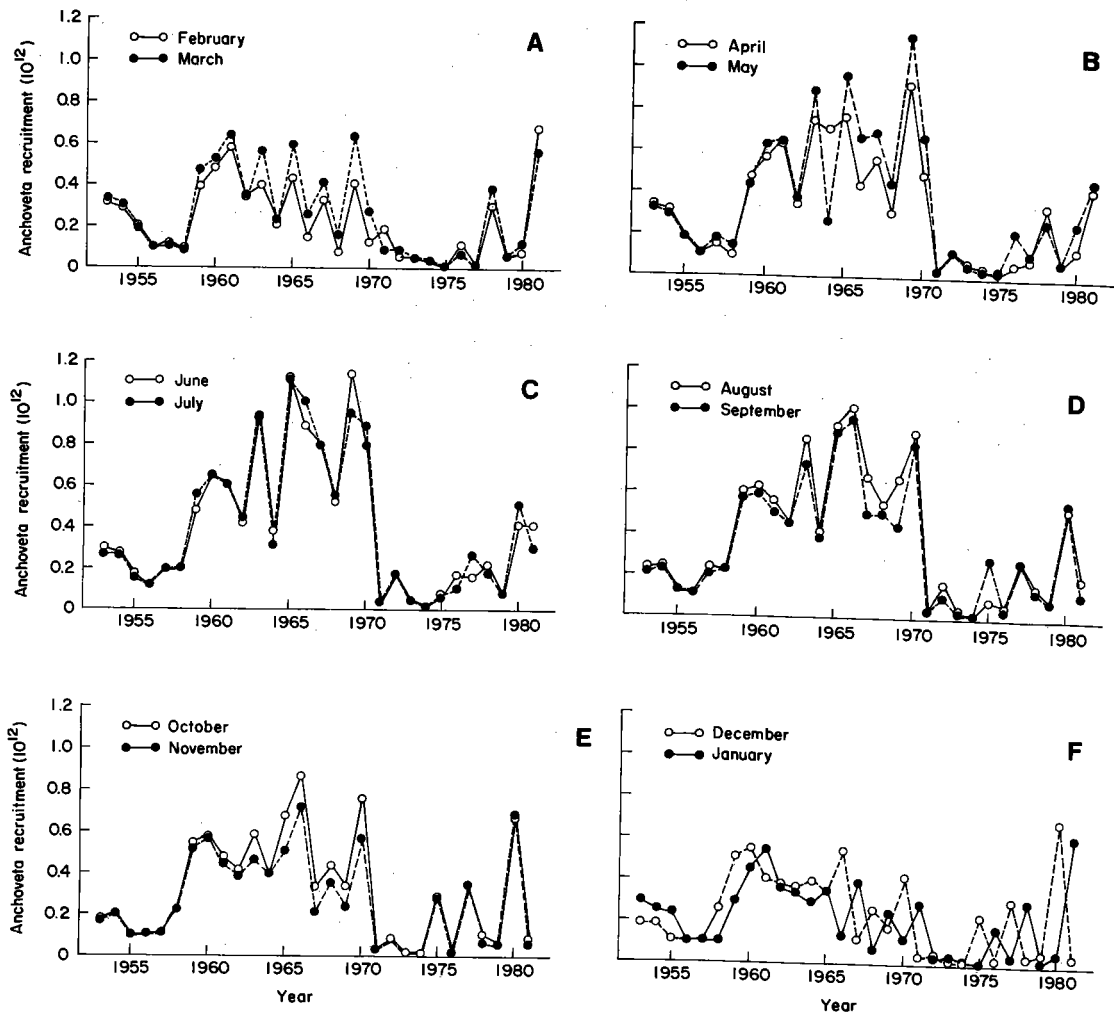 A
February
March
Anchoveta recruitment (10¹²)
1.2
1.0
0.8
0.6
0.4
0.2
0
1955 1960 1965 1970 1975 1980
B
April
May
1955 1960 1965 1970 1975 1980
C
June
July
Anchoveta recruitment (10¹²)
1.2
1.0
0.8
0.6
0.4
0.2
0
1955 1960 1965 1970 1975 1980
D
August
September
1955 1960 1965 1970 1975 1980
E
October
November
Anchoveta recruitment (10¹²)
1.2
1.0
0.8
0.6
0.4
0.2
0
1955 1960 1965 1970 1975 1980
Year
F
December
January
1955 1960 1965 1970 1975 1980
Year